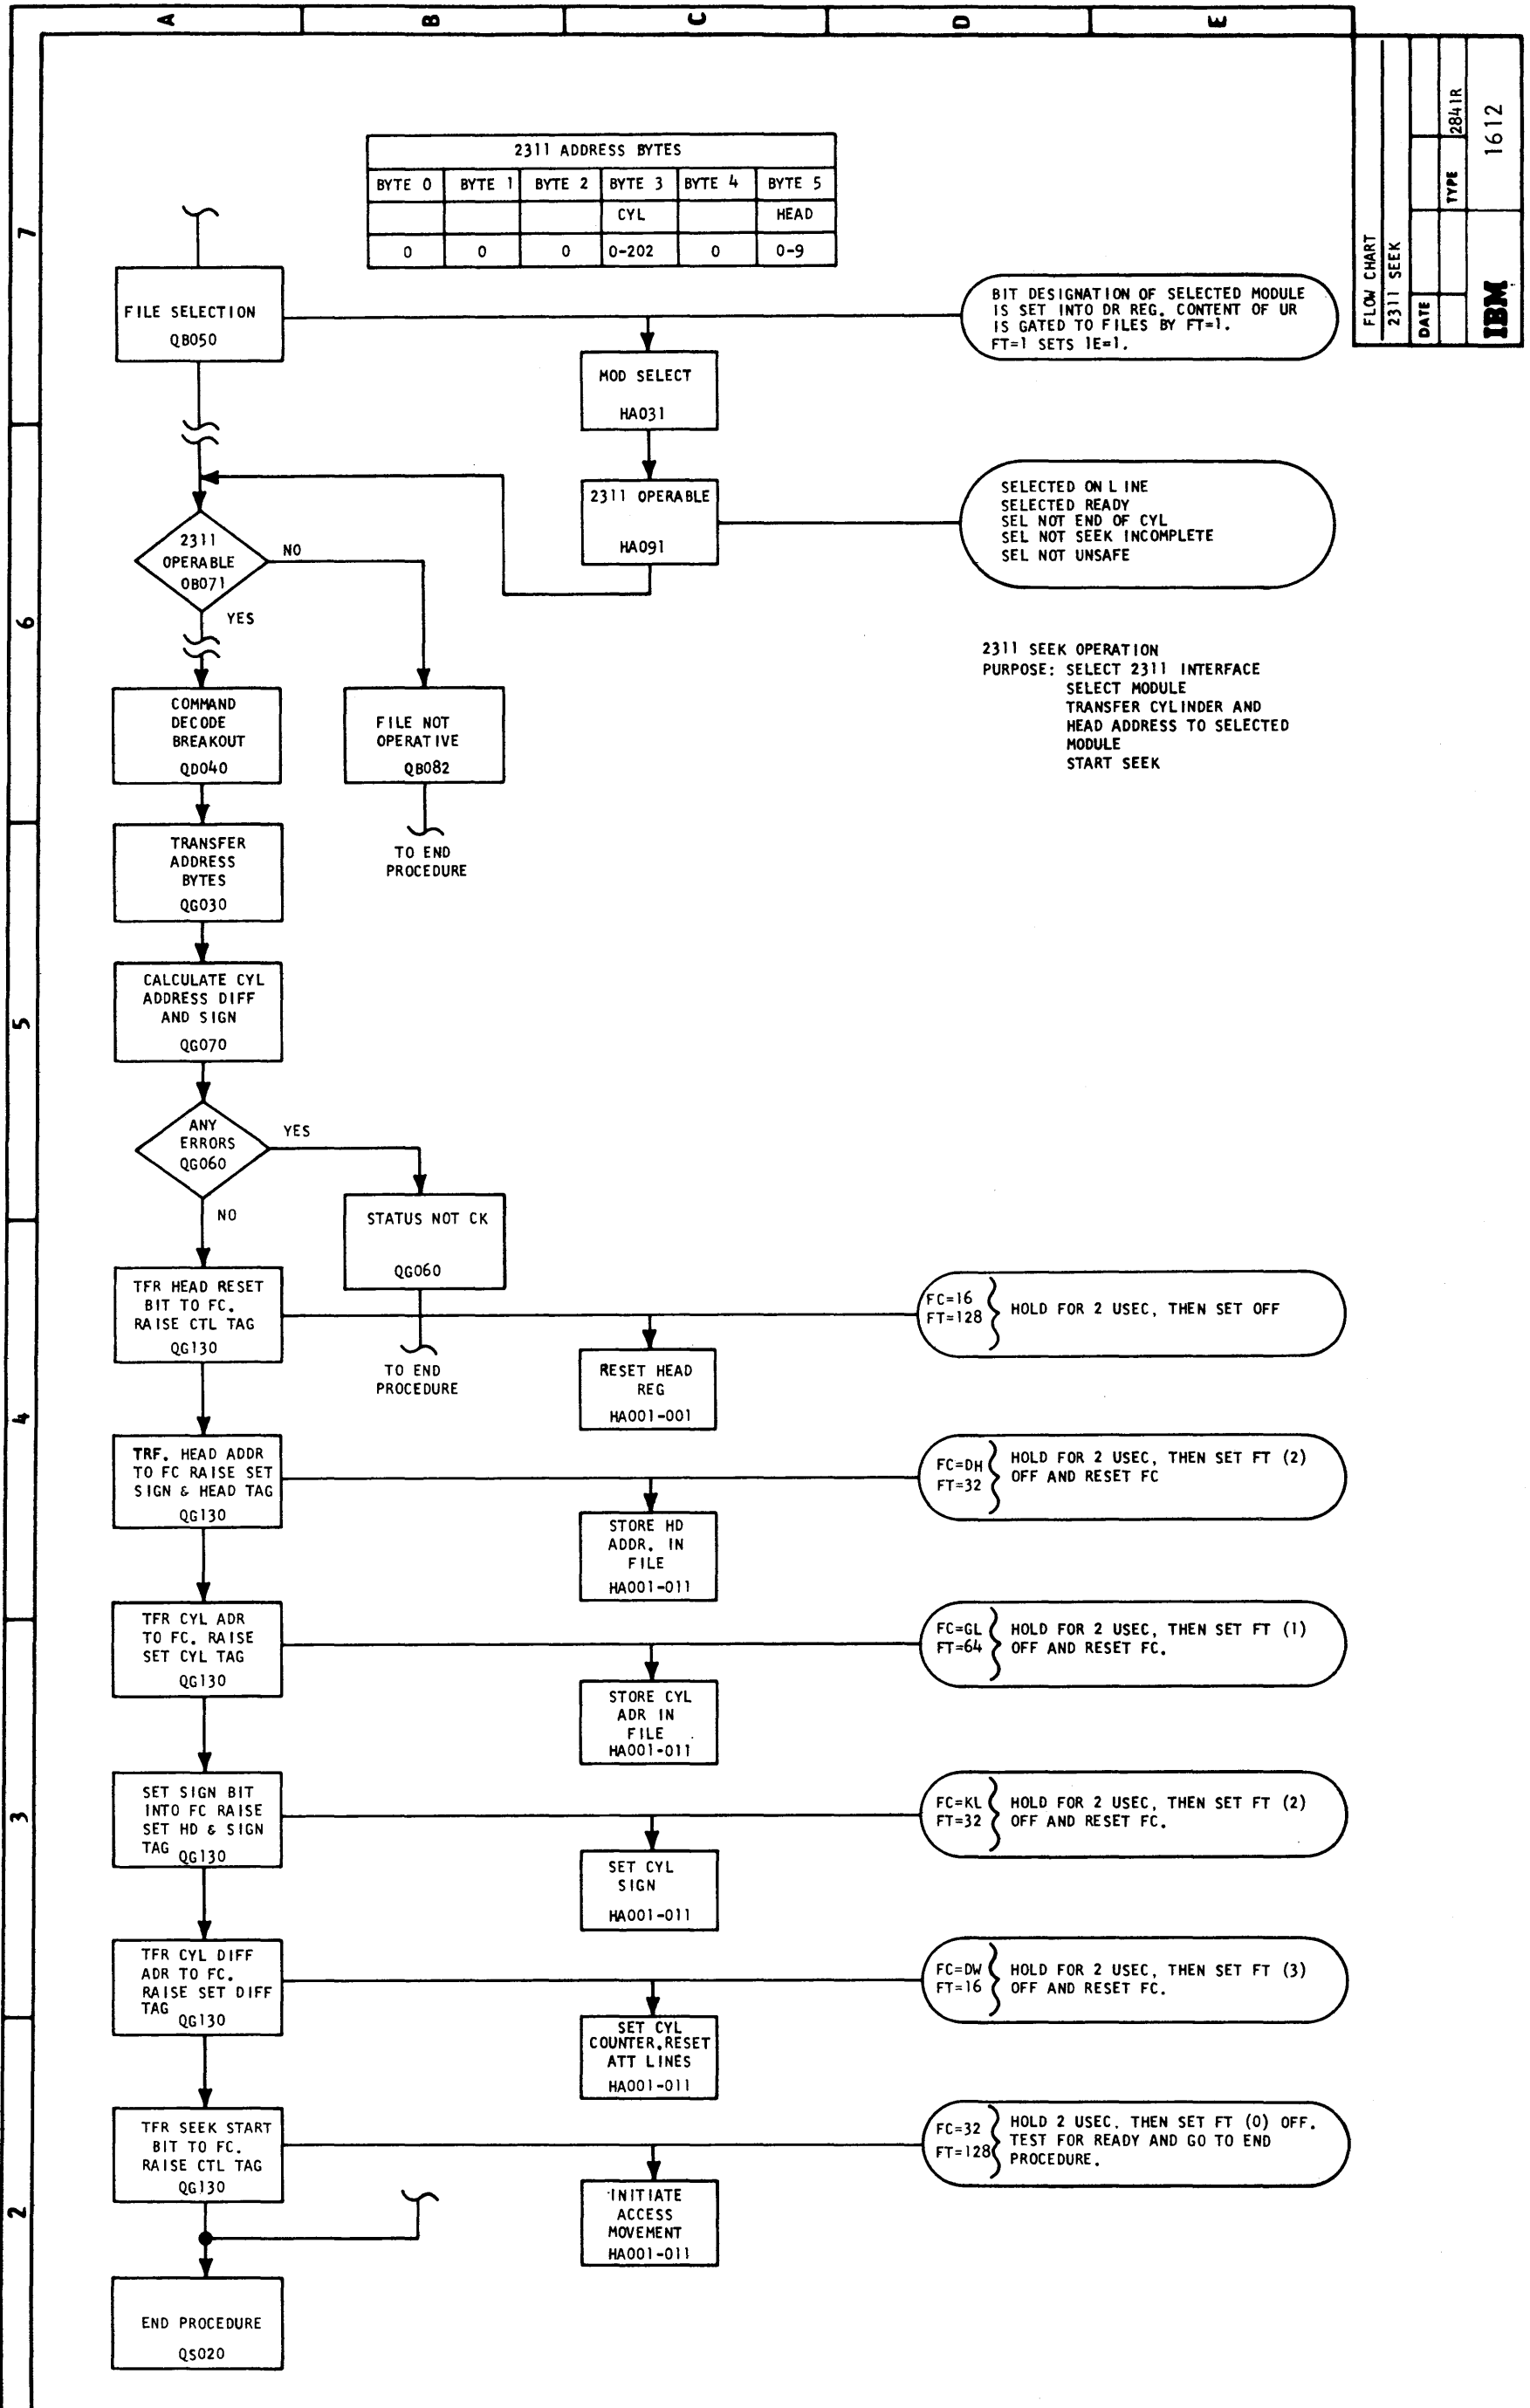 A
B
C
D
E
FLOW CHART
2311 SEEK
DATE
TYPE
2841R
IBM
1612
7
6
5
4
3
2
2311 ADDRESS BYTES
BYTE 0 BYTE 1 BYTE 2 BYTE 3 BYTE 4 BYTE 5
CYL HEAD
0 0 0 0-202 0 0-9
FILE SELECTION
QB050
BIT DESIGNATION OF SELECTED MODULE
IS SET INTO DR REG. CONTENT OF UR
IS GATED TO FILES BY FT=1.
FT=1 SETS IE=1.
MOD SELECT
HA031
2311 OPERABLE
HA091
SELECTED ON LINE
SELECTED READY
SEL NOT END OF CYL
SEL NOT SEEK INCOMPLETE
SEL NOT UNSAFE
2311
OPERABLE
OB071
NO
YES
2311 SEEK OPERATION
PURPOSE: SELECT 2311 INTERFACE
SELECT MODULE
TRANSFER CYLINDER AND
HEAD ADDRESS TO SELECTED
MODULE
START SEEK
COMMAND
DECODE
BREAKOUT
QD040
FILE NOT
OPERATIVE
QB082
TO END
PROCEDURE
TRANSFER
ADDRESS
BYTES
QG030
CALCULATE CYL
ADDRESS DIFF
AND SIGN
QG070
ANY
ERRORS
QG060
YES
NO
STATUS NOT CK
QG060
TO END
PROCEDURE
TFR HEAD RESET
BIT TO FC.
RAISE CTL TAG
QG130
RESET HEAD
REG
HA001-001
FC=16
FT=128
HOLD FOR 2 USEC, THEN SET OFF
TRF. HEAD ADDR
TO FC RAISE SET
SIGN & HEAD TAG
QG130
STORE HD
ADDR. IN
FILE
HA001-011
FC=DH
FT=32
HOLD FOR 2 USEC, THEN SET FT (2)
OFF AND RESET FC
TFR CYL ADR
TO FC. RAISE
SET CYL TAG
QG130
STORE CYL
ADR IN
FILE
HA001-011
FC=GL
FT=64
HOLD FOR 2 USEC, THEN SET FT (1)
OFF AND RESET FC.
SET SIGN BIT
INTO FC RAISE
SET HD & SIGN
TAG QG130
SET CYL
SIGN
HA001-011
FC=KL
FT=32
HOLD FOR 2 USEC, THEN SET FT (2)
OFF AND RESET FC.
TFR CYL DIFF
ADR TO FC.
RAISE SET DIFF
TAG QG130
SET CYL
COUNTER.RESET
ATT LINES
HA001-011
FC=DW
FT=16
HOLD FOR 2 USEC, THEN SET FT (3)
OFF AND RESET FC.
TFR SEEK START
BIT TO FC.
RAISE CTL TAG
QG130
INITIATE
ACCESS
MOVEMENT
HA001-011
FC=32
FT=128
HOLD 2 USEC, THEN SET FT (0) OFF.
TEST FOR READY AND GO TO END
PROCEDURE.
END PROCEDURE
QS020